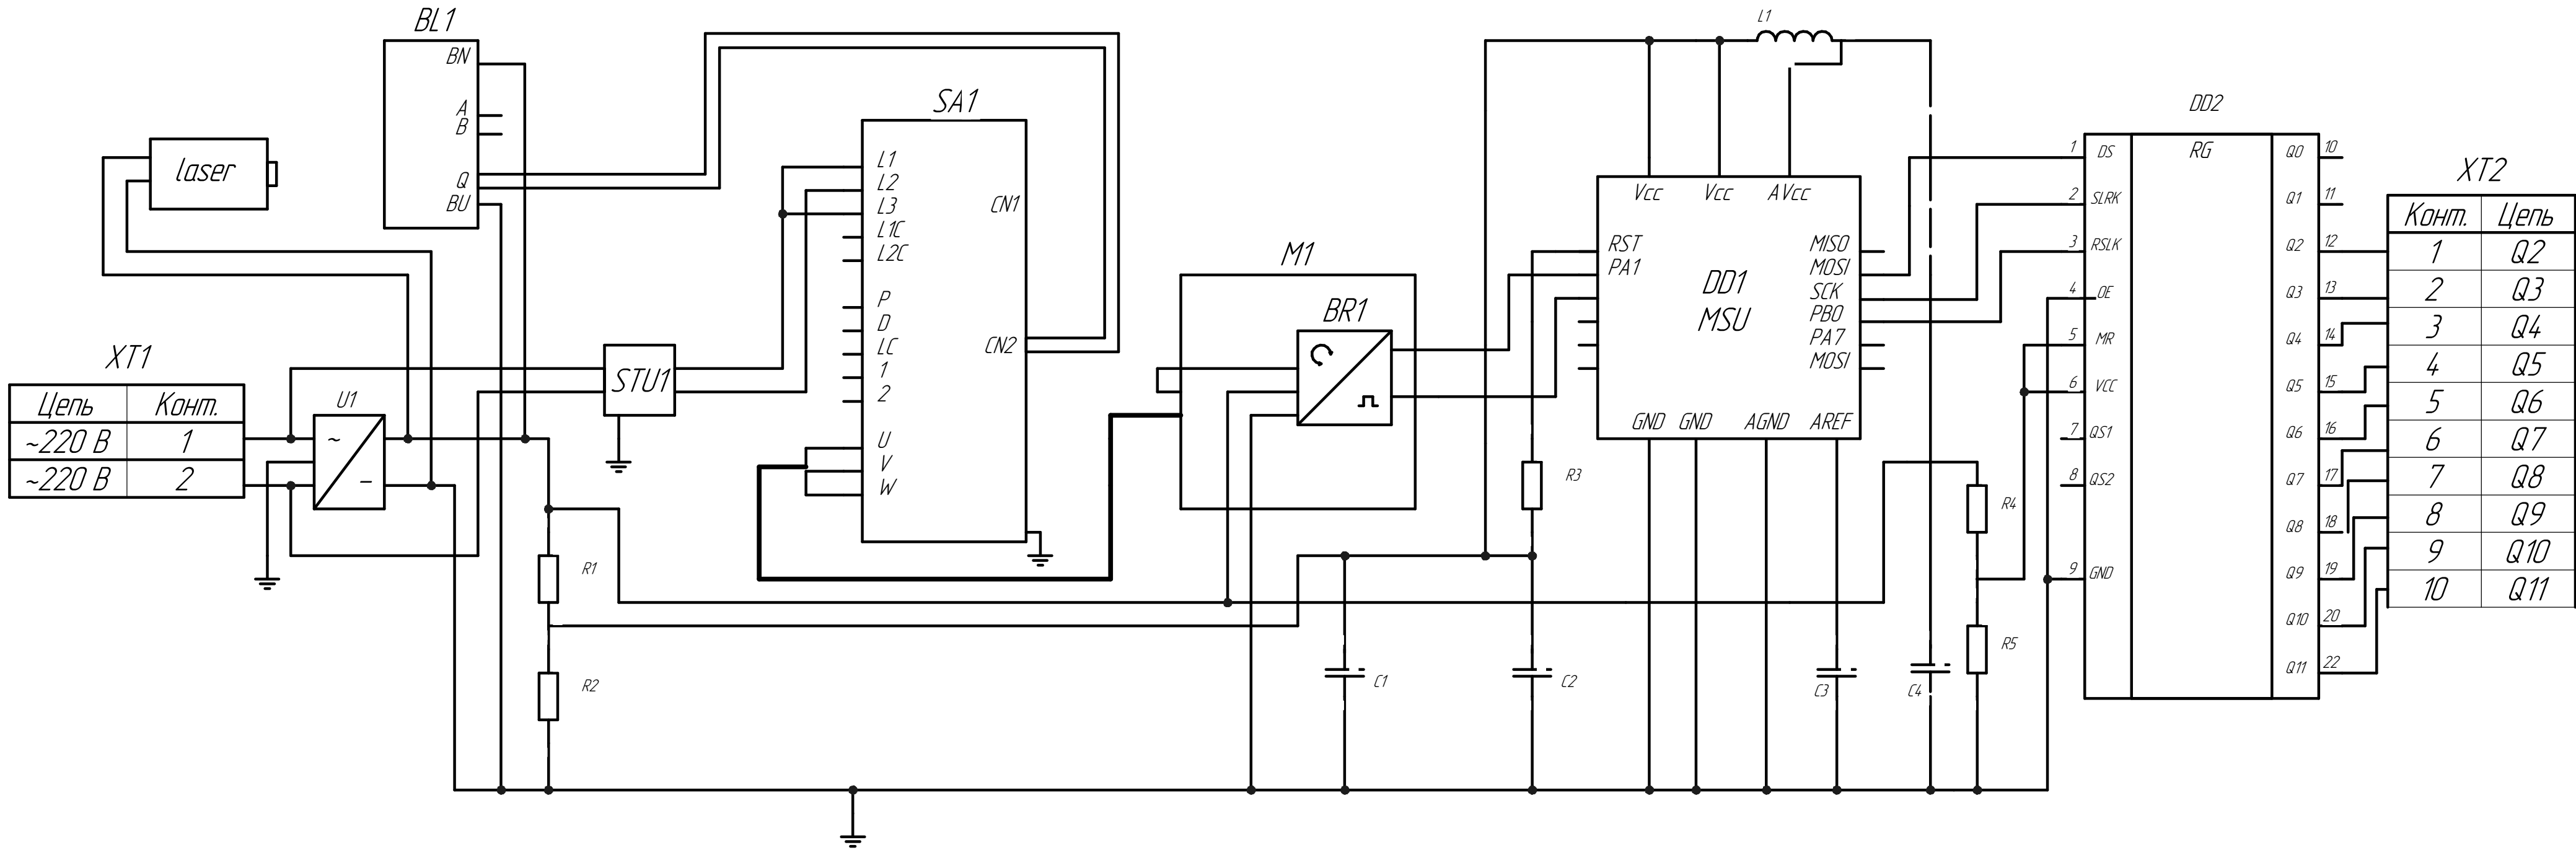 BL1
BN
A
B
Q
BU
laser
XT1
Цепь Конт.
~220 В 1
~220 В 2
U1
~
–
STU1
R1
R2
SA1
L1
L2
L3
L1C
L2C
P
D
LC
1
2
U
V
W
CN1
CN2
M1
BR1
C1
C2
R3
L1
Vcc Vcc AVcc
RST
PA1
DD1
MSU
MISO
MOSI
SCK
PB0
PA7
MOSI
GND GND AGND AREF
C3
C4
R4
R5
DD2
RG
1 DS
2 SLRK
3 RSLK
4 OE
5 MR
6 VCC
7 QS1
8 QS2
9 GND
Q0 10
Q1 11
Q2 12
Q3 13
Q4 14
Q5 15
Q6 16
Q7 17
Q8 18
Q9 19
Q10 20
Q11 22
XT2
Конт. Цепь
1 Q2
2 Q3
3 Q4
4 Q5
5 Q6
6 Q7
7 Q8
8 Q9
9 Q10
10 Q11